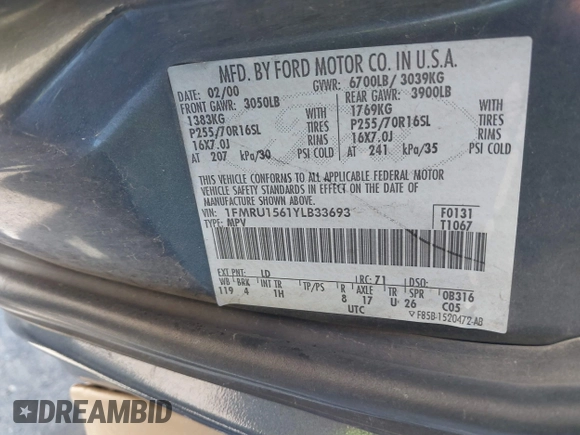 MFD. BY FORD MOTOR CO. IN U.S.A.
DATE: 02/00 GVWR: 6700LB/ 3039KG
FRONT GAWR: 3050LB REAR GAWR: 3900LB
1383KG WITH 1769KG WITH
P255/70R16SL TIRES P255/70R16SL TIRES
16X7.0J RIMS 16X7.0J RIMS
AT 207 kPa/30 PSI COLD AT 241 kPa/35 PSI COLD
THIS VEHICLE CONFORMS TO ALL APPLICABLE FEDERAL MOTOR
VEHICLE SAFETY AND THEFT PREVENTION STANDARDS IN EFFECT
ON THE DATE OF MANUFACTURE SHOWN ABOVE.
VIN: 1FMRU1561YLB33693 F0131
TYPE: MPV T1067
EXT PNT: LD RC: 71 DSO:
WB BRK INT TR TP/PS R AXLE TR SPR 0B316
119 4 1H 8 17 U 26 C05
UTC F85B-1520472-AB
DREAMBID